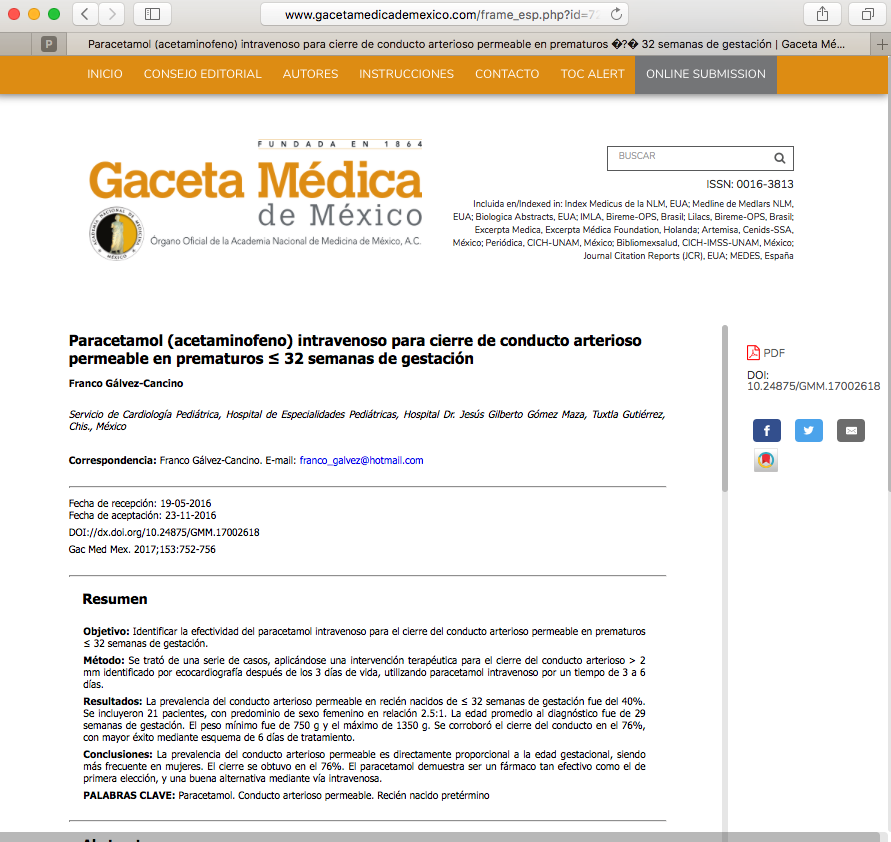 www.gacetamedicademexico.com/frame_esp.php?id=7
P
Paracetamol (acetaminofeno) intravenoso para cierre de conducto arterioso permeable en prematuros �?� 32 semanas de gestación | Gaceta Mé...
INICIO CONSEJO EDITORIAL AUTORES INSTRUCCIONES CONTACTO TOC ALERT ONLINE SUBMISSION
FUNDADA EN 1864
Gaceta Médica
de México
Órgano Oficial de la Academia Nacional de Medicina de México, A.C.
BUSCAR
ISSN: 0016-3813
Incluida en/Indexed in: Index Medicus de la NLM, EUA; Medline de Medlars NLM,
EUA; Biologica Abstracts, EUA; IMLA, Bireme-OPS, Brasil; Lilacs, Bireme-OPS, Brasil;
Excerpta Medica, Excerpta Médica Foundation, Holanda; Artemisa, Cenids-SSA,
México; Periódica, CICH-UNAM, México; Bibliomexsalud, CICH-IMSS-UNAM, México;
Journal Citation Reports (JCR), EUA; MEDES, España
Paracetamol (acetaminofeno) intravenoso para cierre de conducto arterioso
permeable en prematuros ≤ 32 semanas de gestación
Franco Gálvez-Cancino
Servicio de Cardiología Pediátrica, Hospital de Especialidades Pediátricas, Hospital Dr. Jesús Gilberto Gómez Maza, Tuxtla Gutiérrez,
Chis., México
Correspondencia: Franco Gálvez-Cancino. E-mail: franco_galvez@hotmail.com
Fecha de recepción: 19-05-2016
Fecha de aceptación: 23-11-2016
DOI://dx.doi.org/10.24875/GMM.17002618
Gac Med Mex. 2017;153:752-756
PDF
DOI:
10.24875/GMM.17002618
Resumen
Objetivo: Identificar la efectividad del paracetamol intravenoso para el cierre del conducto arterioso permeable en prematuros
≤ 32 semanas de gestación.
Método: Se trató de una serie de casos, aplicándose una intervención terapéutica para el cierre del conducto arterioso > 2
mm identificado por ecocardiografía después de los 3 días de vida, utilizando paracetamol intravenoso por un tiempo de 3 a 6
días.
Resultados: La prevalencia del conducto arterioso permeable en recién nacidos de ≤ 32 semanas de gestación fue del 40%.
Se incluyeron 21 pacientes, con predominio de sexo femenino en relación 2.5:1. La edad promedio al diagnóstico fue de 29
semanas de gestación. El peso mínimo fue de 750 g y el máximo de 1350 g. Se corroboró el cierre del conducto en el 76%,
con mayor éxito mediante esquema de 6 días de tratamiento.
Conclusiones: La prevalencia del conducto arterioso permeable es directamente proporcional a la edad gestacional, siendo
más frecuente en mujeres. El cierre se obtuvo en el 76%. El paracetamol demuestra ser un fármaco tan efectivo como el de
primera elección, y una buena alternativa mediante vía intravenosa.
PALABRAS CLAVE: Paracetamol. Conducto arterioso permeable. Recién nacido pretérmino